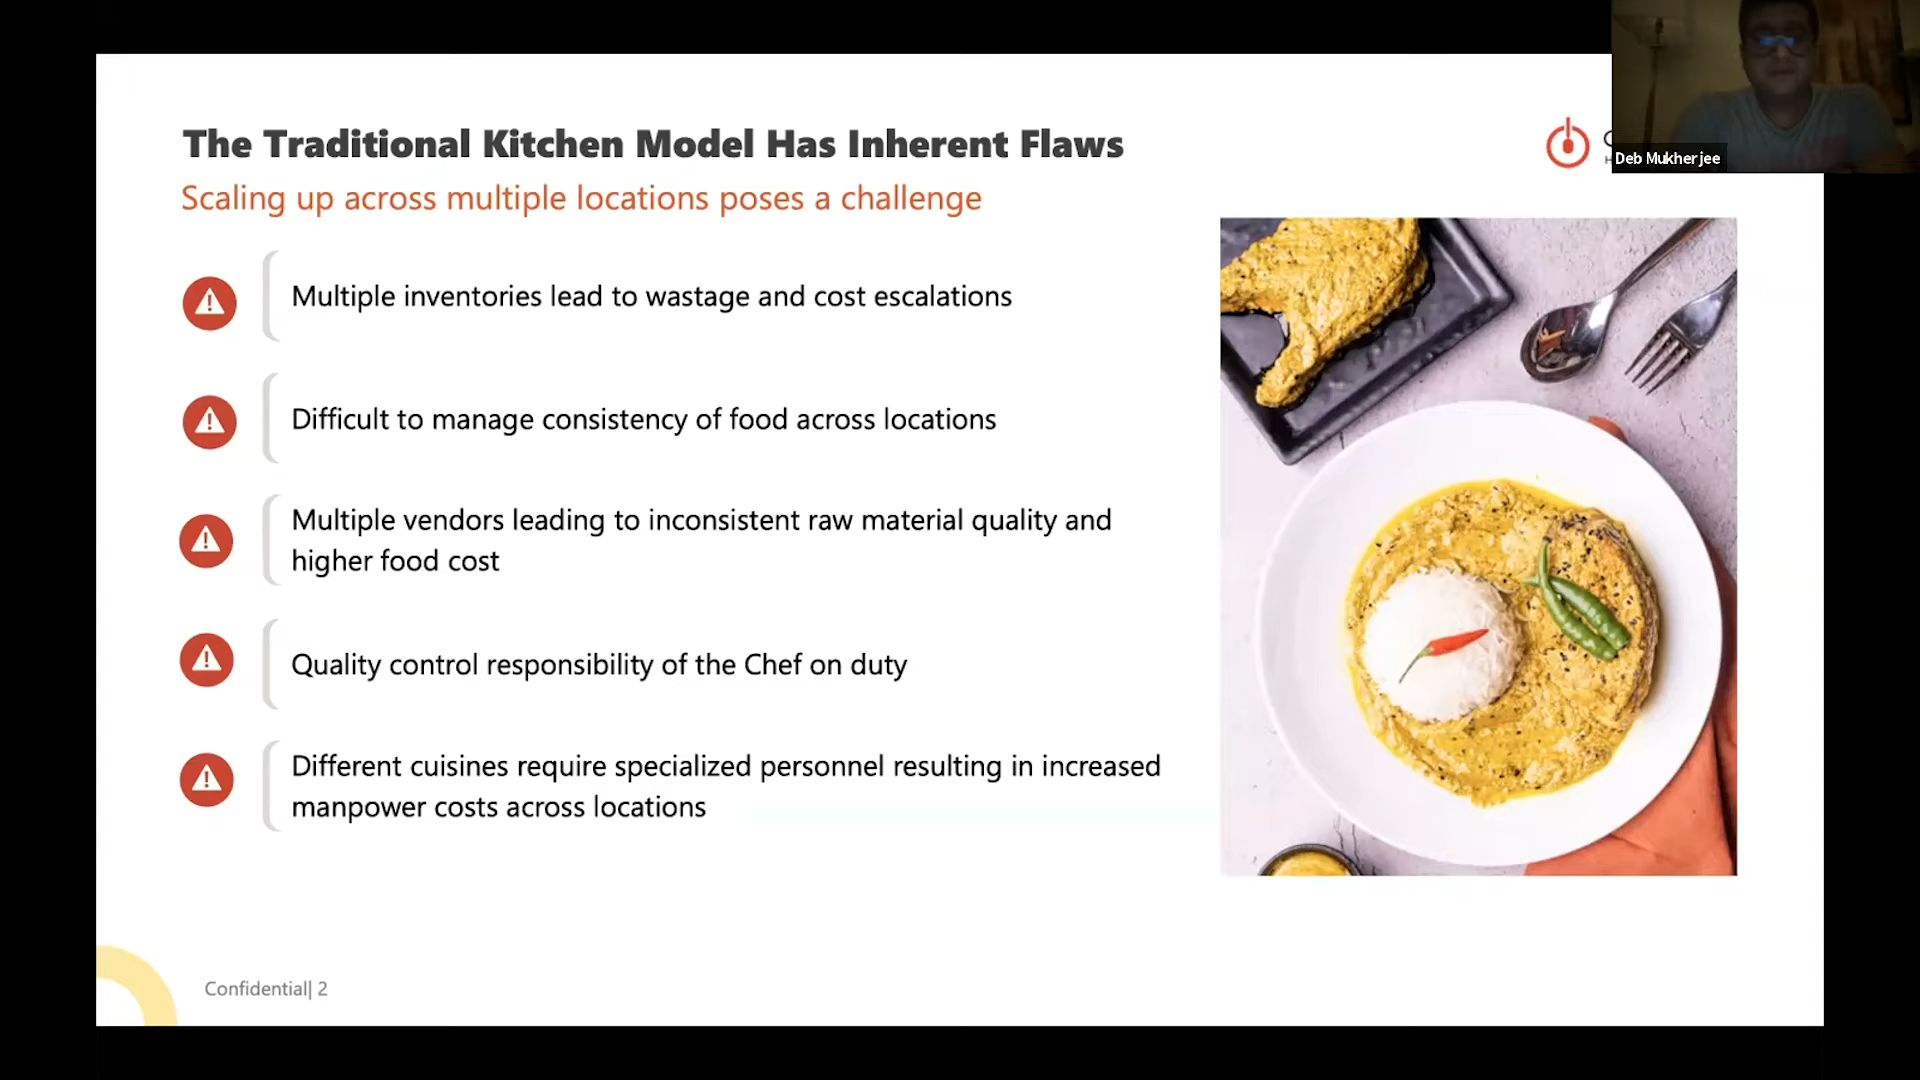 The Traditional Kitchen Model Has Inherent Flaws
Scaling up across multiple locations poses a challenge
Deb Mukherjee
Multiple inventories lead to wastage and cost escalations
Difficult to manage consistency of food across locations
Multiple vendors leading to inconsistent raw material quality and
higher food cost
Quality control responsibility of the Chef on duty
Different cuisines require specialized personnel resulting in increased
manpower costs across locations
Confidential| 2